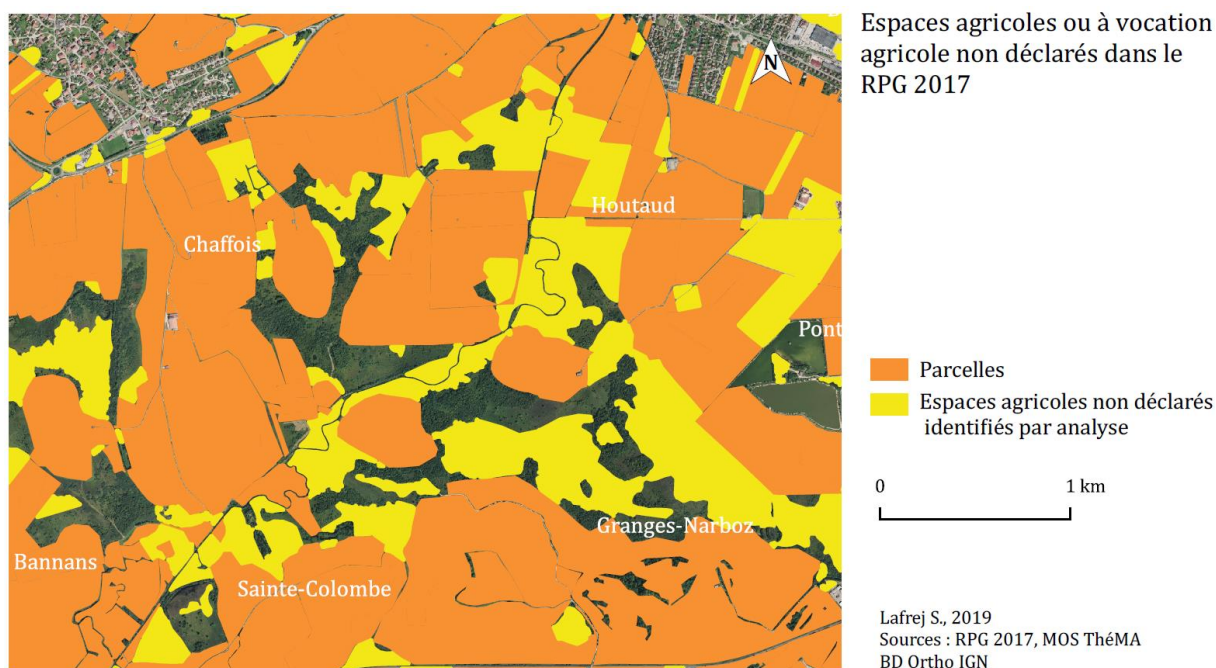 Espaces agricoles ou à vocation
agricole non déclarés dans le
RPG 2017
N
Houtaud
Chaffois
Pont
Parcelles
Espaces agricoles non déclarés
identifiés par analyse
0 1 km
Granges-Narboz
Bannans
Sainte-Colombe
Lafrej S., 2019
Sources : RPG 2017, MOS ThéMA
BD Ortho IGN